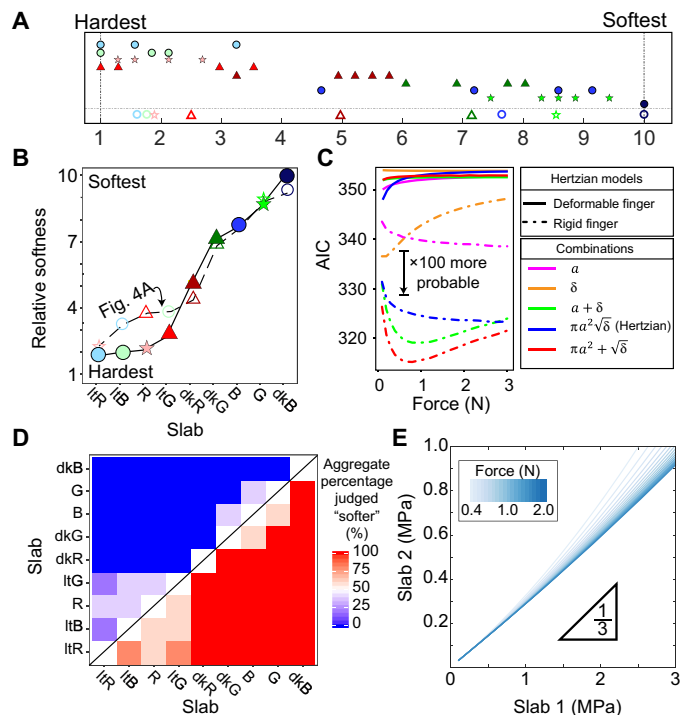 A
Hardest
Softest
1 2 3 4 5 6 7 8 9 10
B
Relative softness
10
7
4
1
Softest
Fig. 4A
Hardest
ltR ltB R ltG dkR dkG B G dkB
Slab
C
AIC
350
340
330
320
×100 more
probable
0 1 2 3
Force (N)
Hertzian models
Deformable finger
Rigid finger
Combinations
a
δ
a + δ
πa²√δ (Hertzian)
πa² + √δ
D
Slab
dkB
G
B
dkG
dkR
ltG
R
ltB
ltR
ltR ltB R ltG dkR dkG B G dkB
Slab
Aggregate
percentage
judged
“softer”
(%)
100
75
50
25
0
E
Slab 2 (MPa)
1.0
0.8
0.6
0.4
0.2
Force (N)
0.4 1.0 2.0
1
3
0 1 2 3
Slab 1 (MPa)